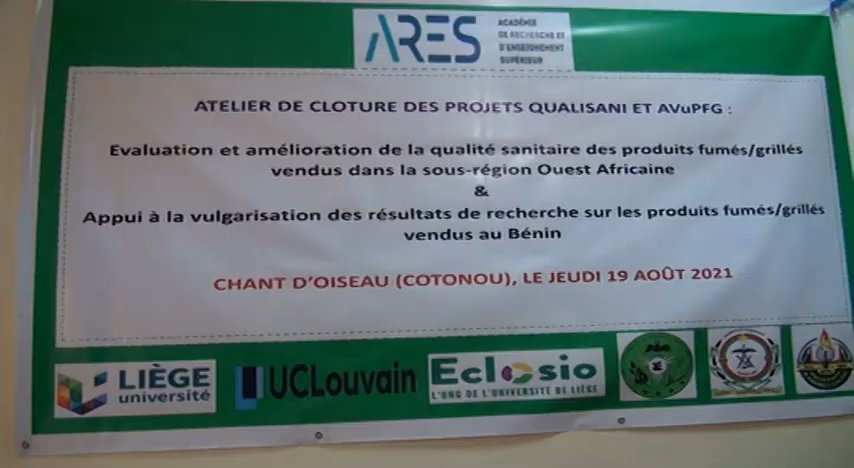 ARES
ACADÉMIE
DE RECHERCHE ET
D'ENSEIGNEMENT
SUPÉRIEUR
ATELIER DE CLOTURE DES PROJETS QUALISANI ET AVuPFG :
Evaluation et amélioration de la qualité sanitaire des produits fumés/grillés
vendus dans la sous-région Ouest Africaine
&
Appui à la vulgarisation des résultats de recherche sur les produits fumés/grillés
vendus au Bénin
CHANT D'OISEAU (COTONOU), LE JEUDI 19 AOÛT 2021
LIÈGE
université
UCLouvain
Eclosio
L'ONG DE L'UNIVERSITÉ DE LIÈGE